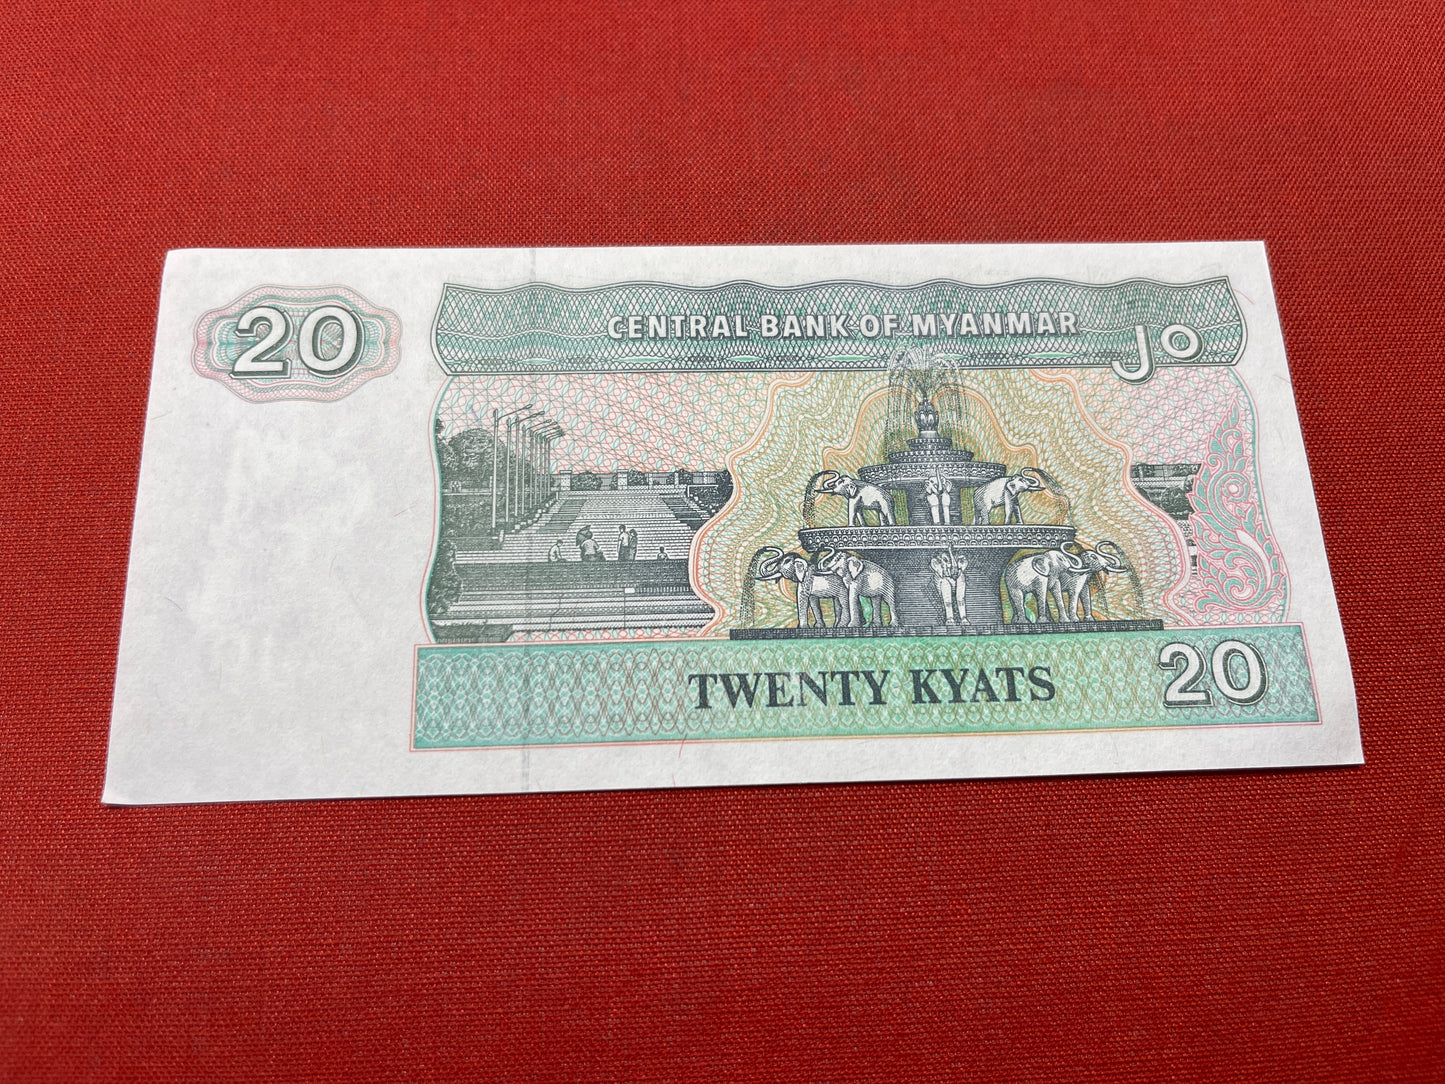 20
CENTRAL BANK OF MYANMAR
၂၀
TWENTY KYATS
20